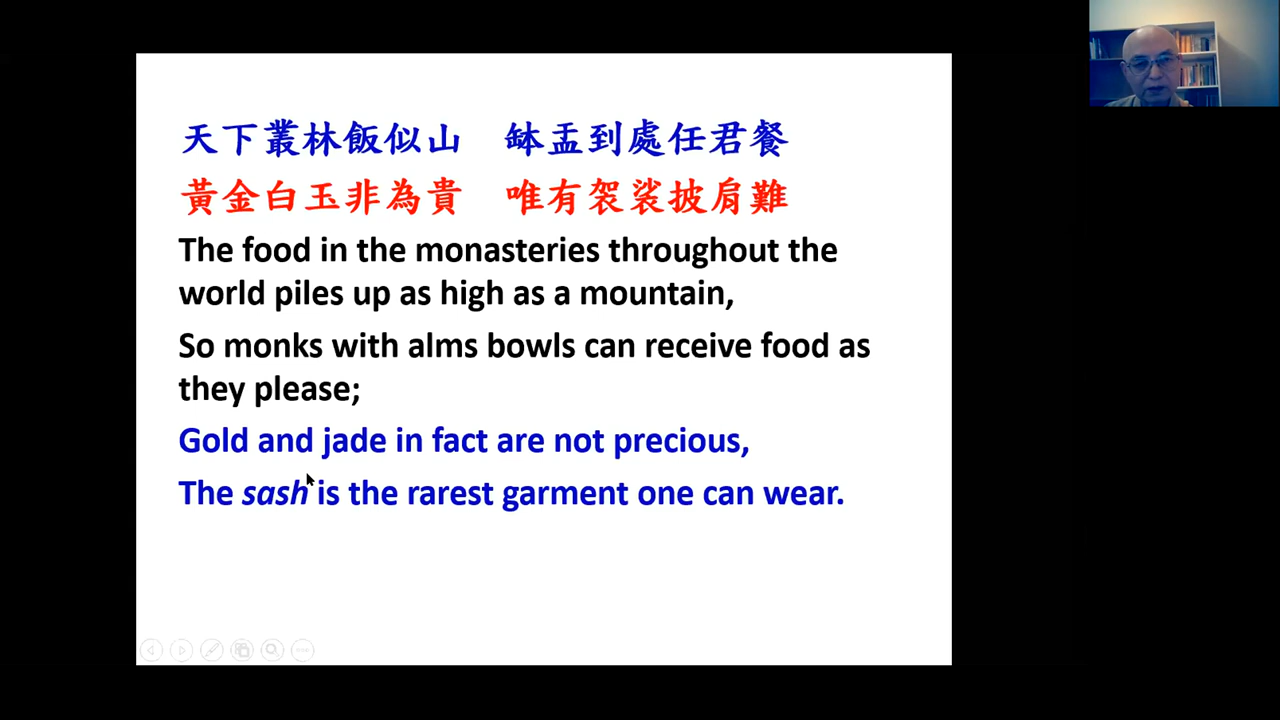 天下叢林飯似山 缽盂到處任君餐
黃金白玉非為貴 唯有袈裟披肩難
The food in the monasteries throughout the
world piles up as high as a mountain,
So monks with alms bowls can receive food as
they please;
Gold and jade in fact are not precious,
The sash is the rarest garment one can wear.